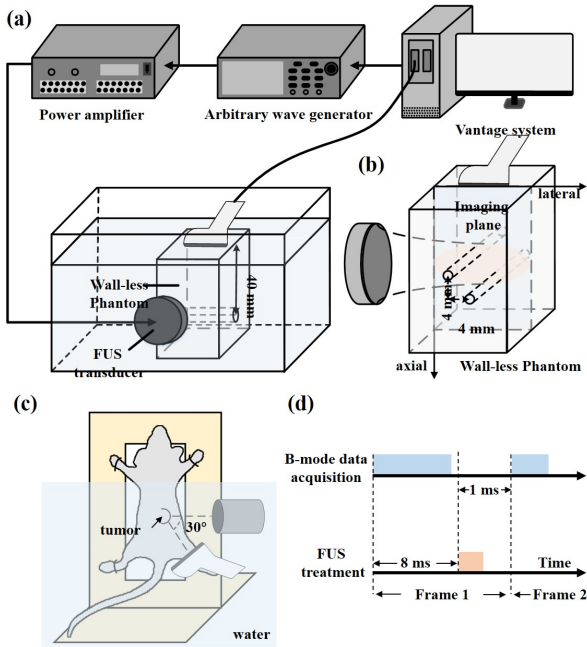 (a)
Power amplifier
Arbitrary wave generator
Vantage system
Wall-less
Phantom
40 mm
FUS
transducer
(b)
lateral
Imaging
plane
4 mm
4 mm
axial
Wall-less Phantom
(c)
tumor
30°
water
(d)
B-mode data
acquisition
1 ms
FUS
treatment
8 ms
Time
Frame 1
Frame 2